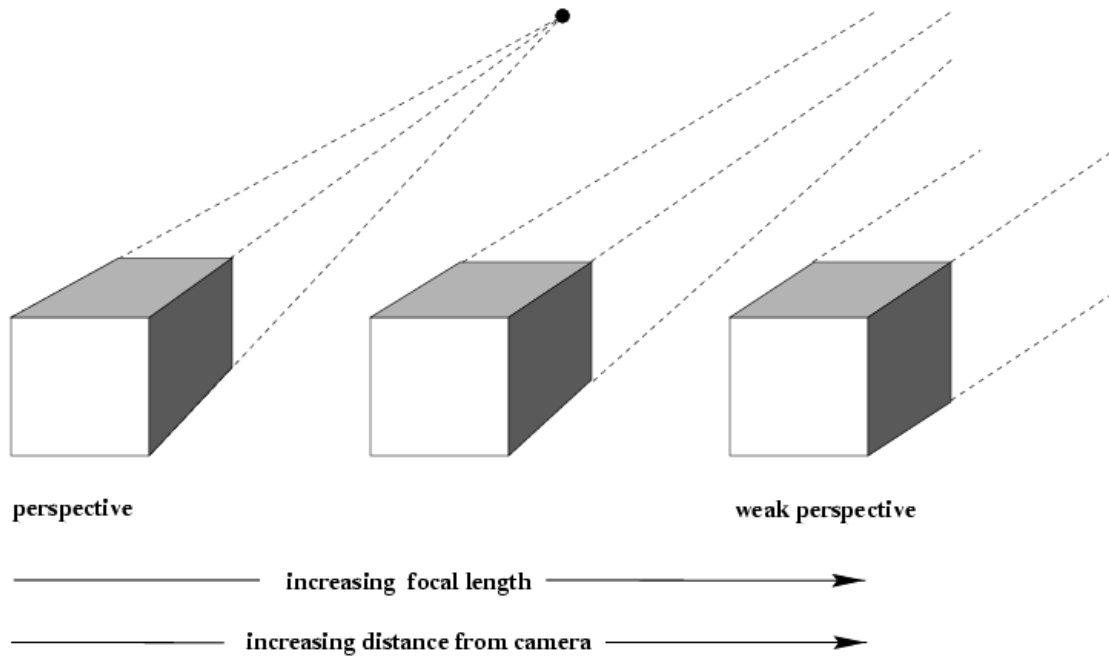 perspective
weak perspective
increasing focal length
increasing distance from camera